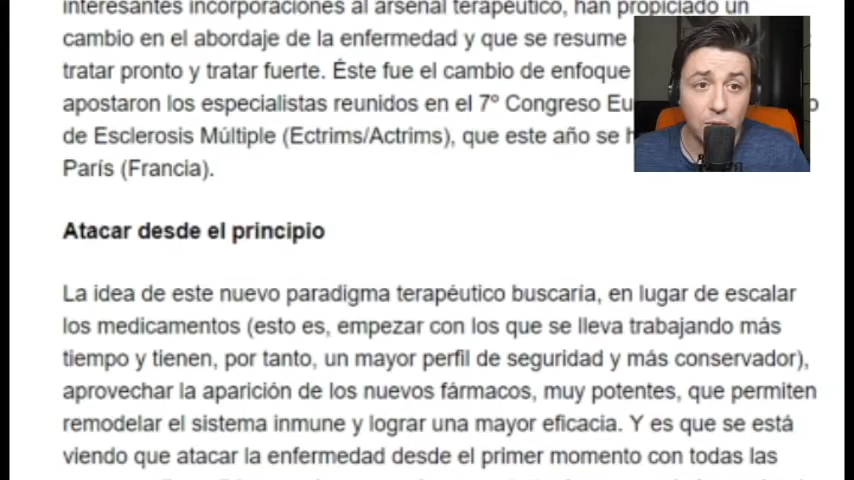 interesantes incorporaciones al arsenal terapéutico, han propiciado un
cambio en el abordaje de la enfermedad y que se resume
tratar pronto y tratar fuerte. Éste fue el cambio de enfoque
apostaron los especialistas reunidos en el 7º Congreso
de Esclerosis Múltiple (Ectrims/Actrims), que este año se
París (Francia).
Atacar desde el principio
La idea de este nuevo paradigma terapéutico buscaría, en lugar de escalar
los medicamentos (esto es, empezar con los que se lleva trabajando más
tiempo y tienen, por tanto, un mayor perfil de seguridad y más conservador),
aprovechar la aparición de los nuevos fármacos, muy potentes, que permiten
remodelar el sistema inmune y lograr una mayor eficacia. Y es que se está
viendo que atacar la enfermedad desde el primer momento con todas las